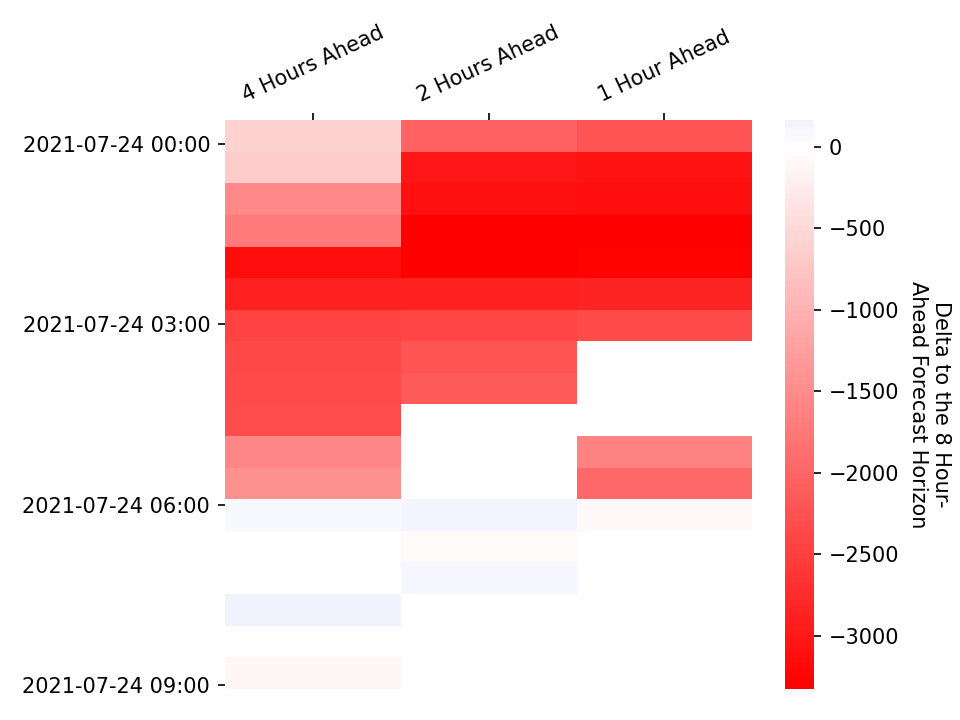 4 Hours Ahead
2 Hours Ahead
1 Hour Ahead
2021-07-24 00:00
2021-07-24 03:00
2021-07-24 06:00
2021-07-24 09:00
0
−500
−1000
−1500
−2000
−2500
−3000
Delta to the 8 Hour-
Ahead Forecast Horizon